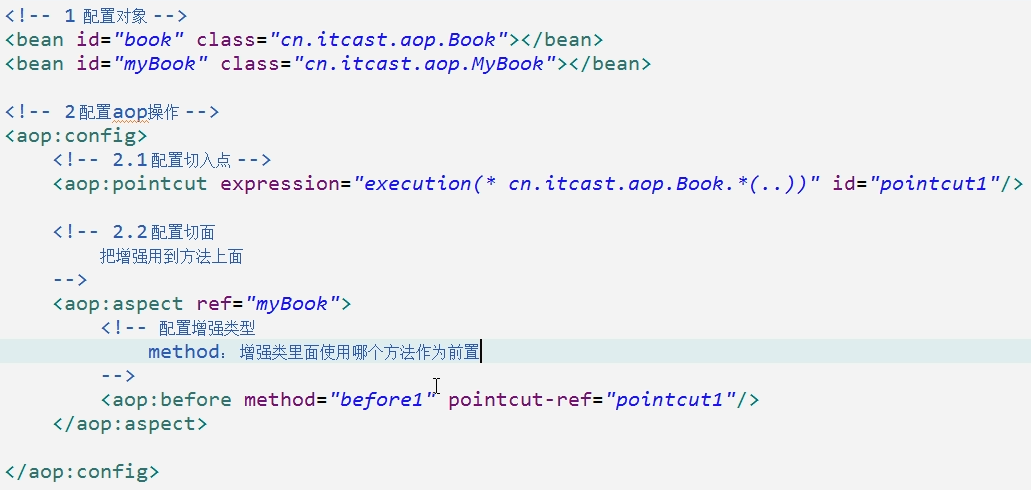 <!-- 1 配置对象 -->
<bean id="book" class="cn.itcast.aop.Book"></bean>
<bean id="myBook" class="cn.itcast.aop.MyBook"></bean>
<!-- 2配置aop操作 -->
<aop:config>
<!-- 2.1配置切入点 -->
<aop:pointcut expression="execution(* cn.itcast.aop.Book.*(..))" id="pointcut1"/>
<!-- 2.2配置切面
把增强用到方法上面
-->
<aop:aspect ref="myBook">
<!-- 配置增强类型
method：增强类里面使用哪个方法作为前置
-->
<aop:before method="before1" pointcut-ref="pointcut1"/>
</aop:aspect>
</aop:config>